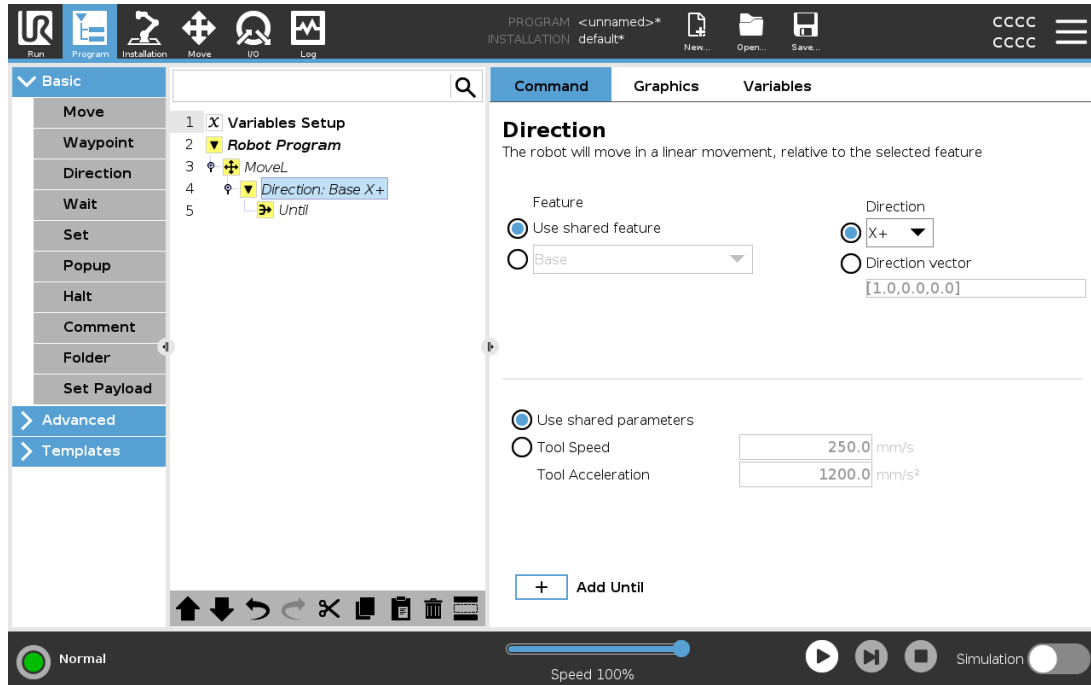 PROGRAM <unnamed>*
INSTALLATION default*
CCCC
CCCC
Run Program Installation Move I/O Log New... Open... Save...
Basic
Move
Waypoint
Direction
Wait
Set
Popup
Halt
Comment
Folder
Set Payload
Advanced
Templates
1 X Variables Setup
2 Robot Program
3 MoveL
4 Direction: Base X+
5 Until
Command Graphics Variables
Direction
The robot will move in a linear movement, relative to the selected feature
Feature
Use shared feature
Base
Direction
X+
Direction vector
[1.0,0.0,0.0]
Use shared parameters
Tool Speed 250.0 mm/s
Tool Acceleration 1200.0 mm/s²
+ Add Until
Normal
Speed 100%
Simulation